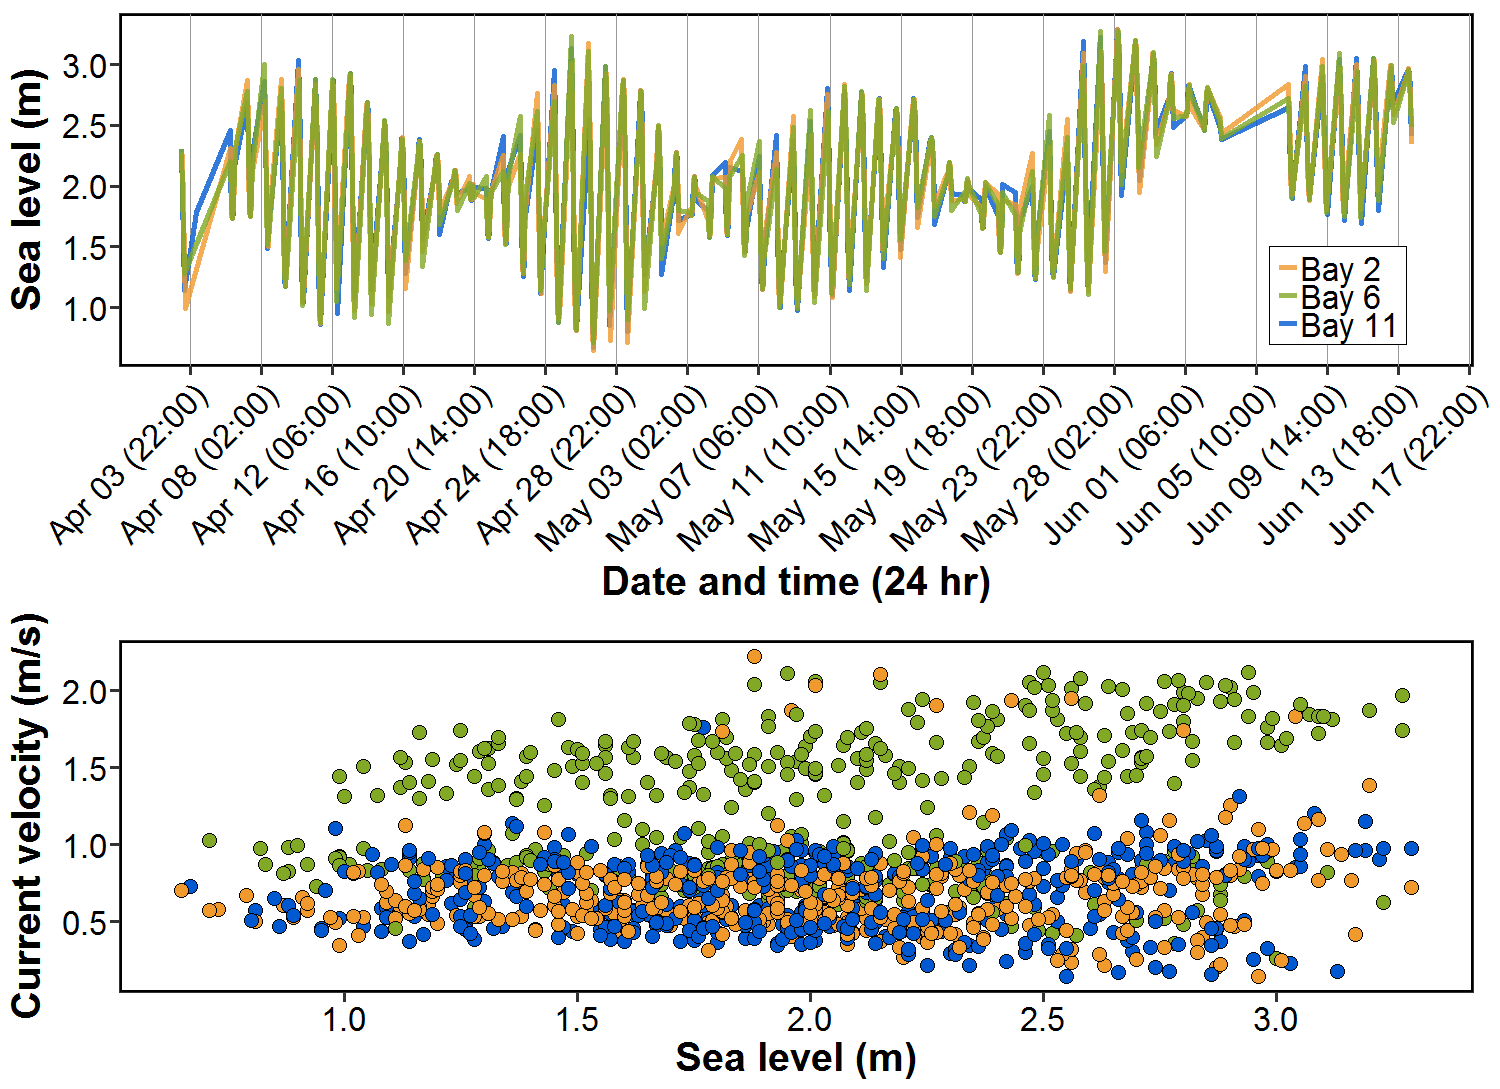 Sea level (m)
3.0
2.5
2.0
1.5
1.0
Bay 2
Bay 6
Bay 11
Apr 03 (22:00)
Apr 08 (02:00)
Apr 12 (06:00)
Apr 16 (10:00)
Apr 20 (14:00)
Apr 24 (18:00)
Apr 28 (22:00)
May 03 (02:00)
May 07 (06:00)
May 11 (10:00)
May 15 (14:00)
May 19 (18:00)
May 23 (22:00)
May 28 (02:00)
Jun 01 (06:00)
Jun 05 (10:00)
Jun 09 (14:00)
Jun 13 (18:00)
Jun 17 (22:00)
Date and time (24 hr)
Current velocity (m/s)
2.0
1.5
1.0
0.5
1.0 1.5 2.0 2.5 3.0
Sea level (m)